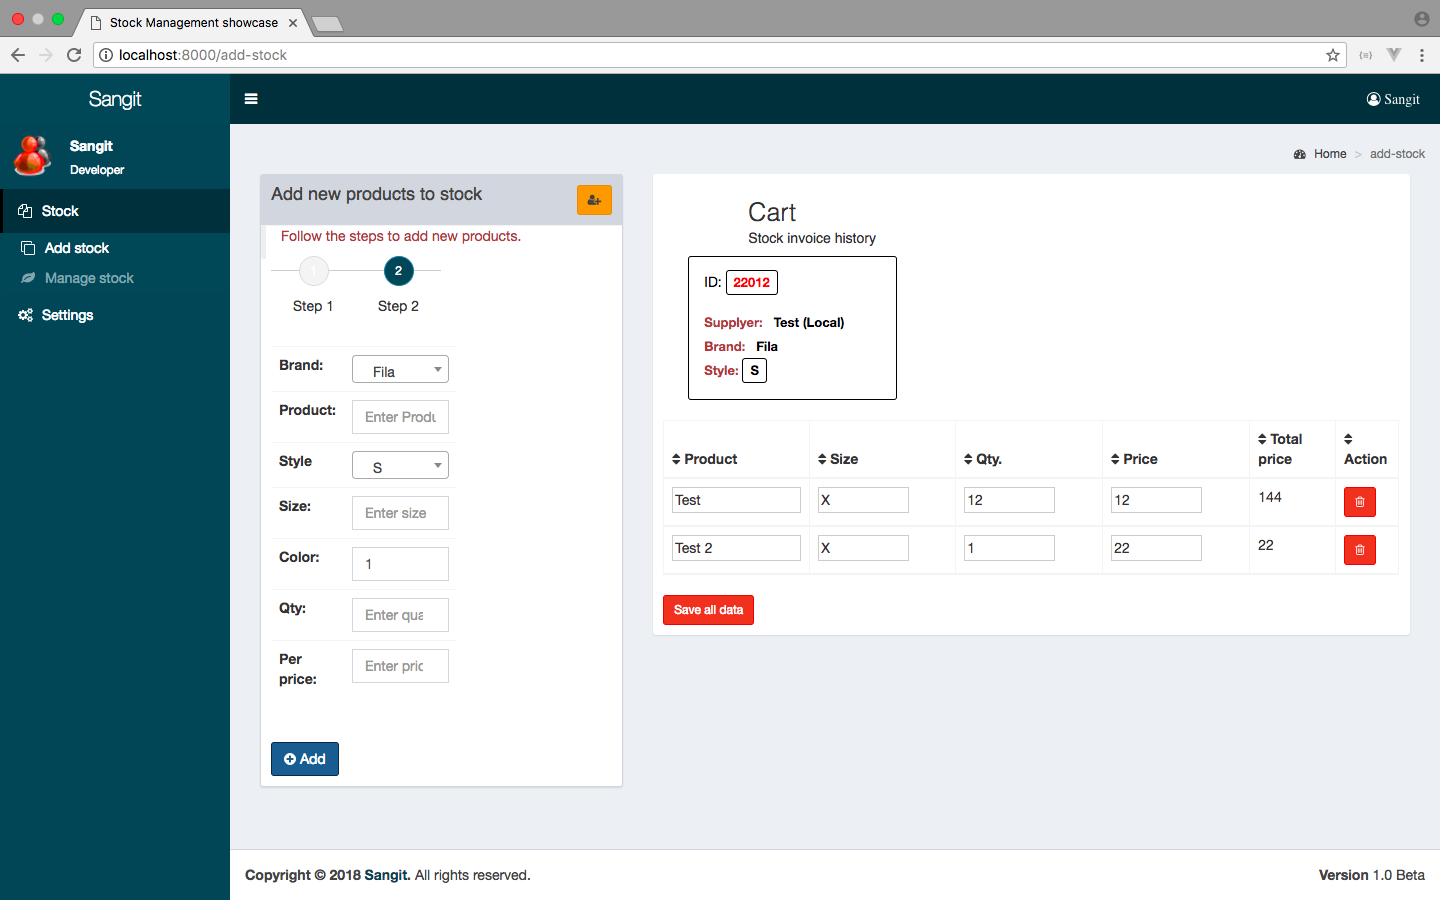 Stock Management showcase
localhost:8000/add-stock
Sangit
Sangit
Sangit
Developer
Stock
Add stock
Manage stock
Settings
Home > add-stock
Add new products to stock
Follow the steps to add new products.
1
2
Step 1
Step 2
Brand:
Fila
Product:
Enter Produ
Style
S
Size:
Enter size
Color:
1
Qty:
Enter qua
Per price:
Enter pric
Add
Cart
Stock invoice history
ID: 22012
Supplyer: Test (Local)
Brand: Fila
Style: S
Product Size Qty. Price Total price Action
Test X 12 12 144
Test 2 X 1 22 22
Save all data
Copyright © 2018 Sangit. All rights reserved.
Version 1.0 Beta